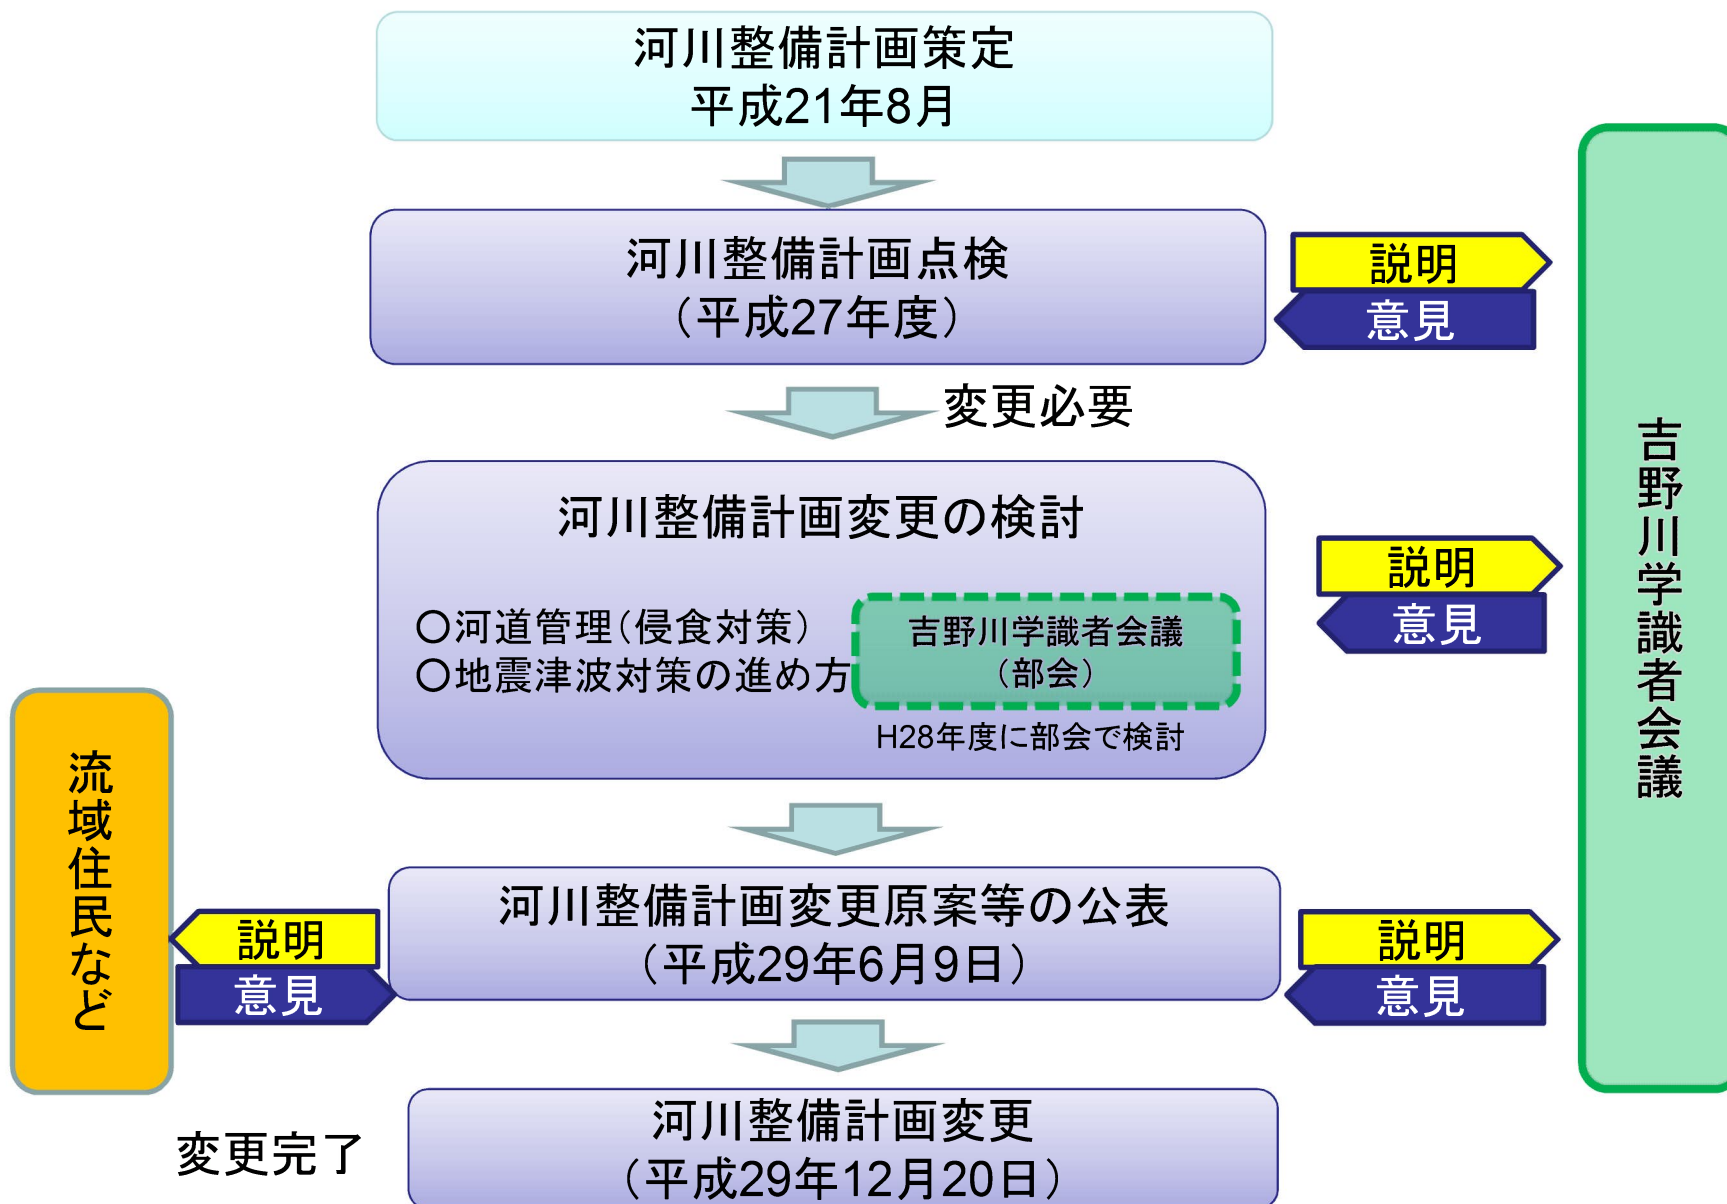 河川整備計画策定
平成21年8月
河川整備計画点検
（平成27年度）
説明
意見
変更必要
河川整備計画変更の検討
○河道管理（侵食対策）
○地震津波対策の進め方
吉野川学識者会議
（部会）
H28年度に部会で検討
説明
意見
吉野川学識者会議
流域住民など
説明
意見
河川整備計画変更原案等の公表
（平成29年6月9日）
説明
意見
変更完了
河川整備計画変更
（平成29年12月20日）